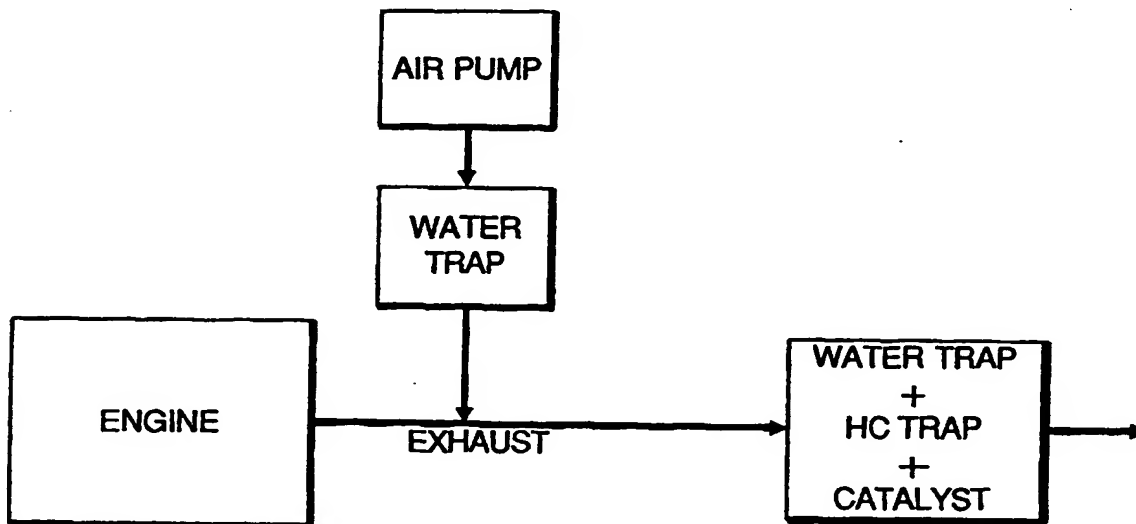 AIR PUMP
WATER
TRAP
ENGINE
EXHAUST
WATER TRAP
+
HC TRAP
+
CATALYST